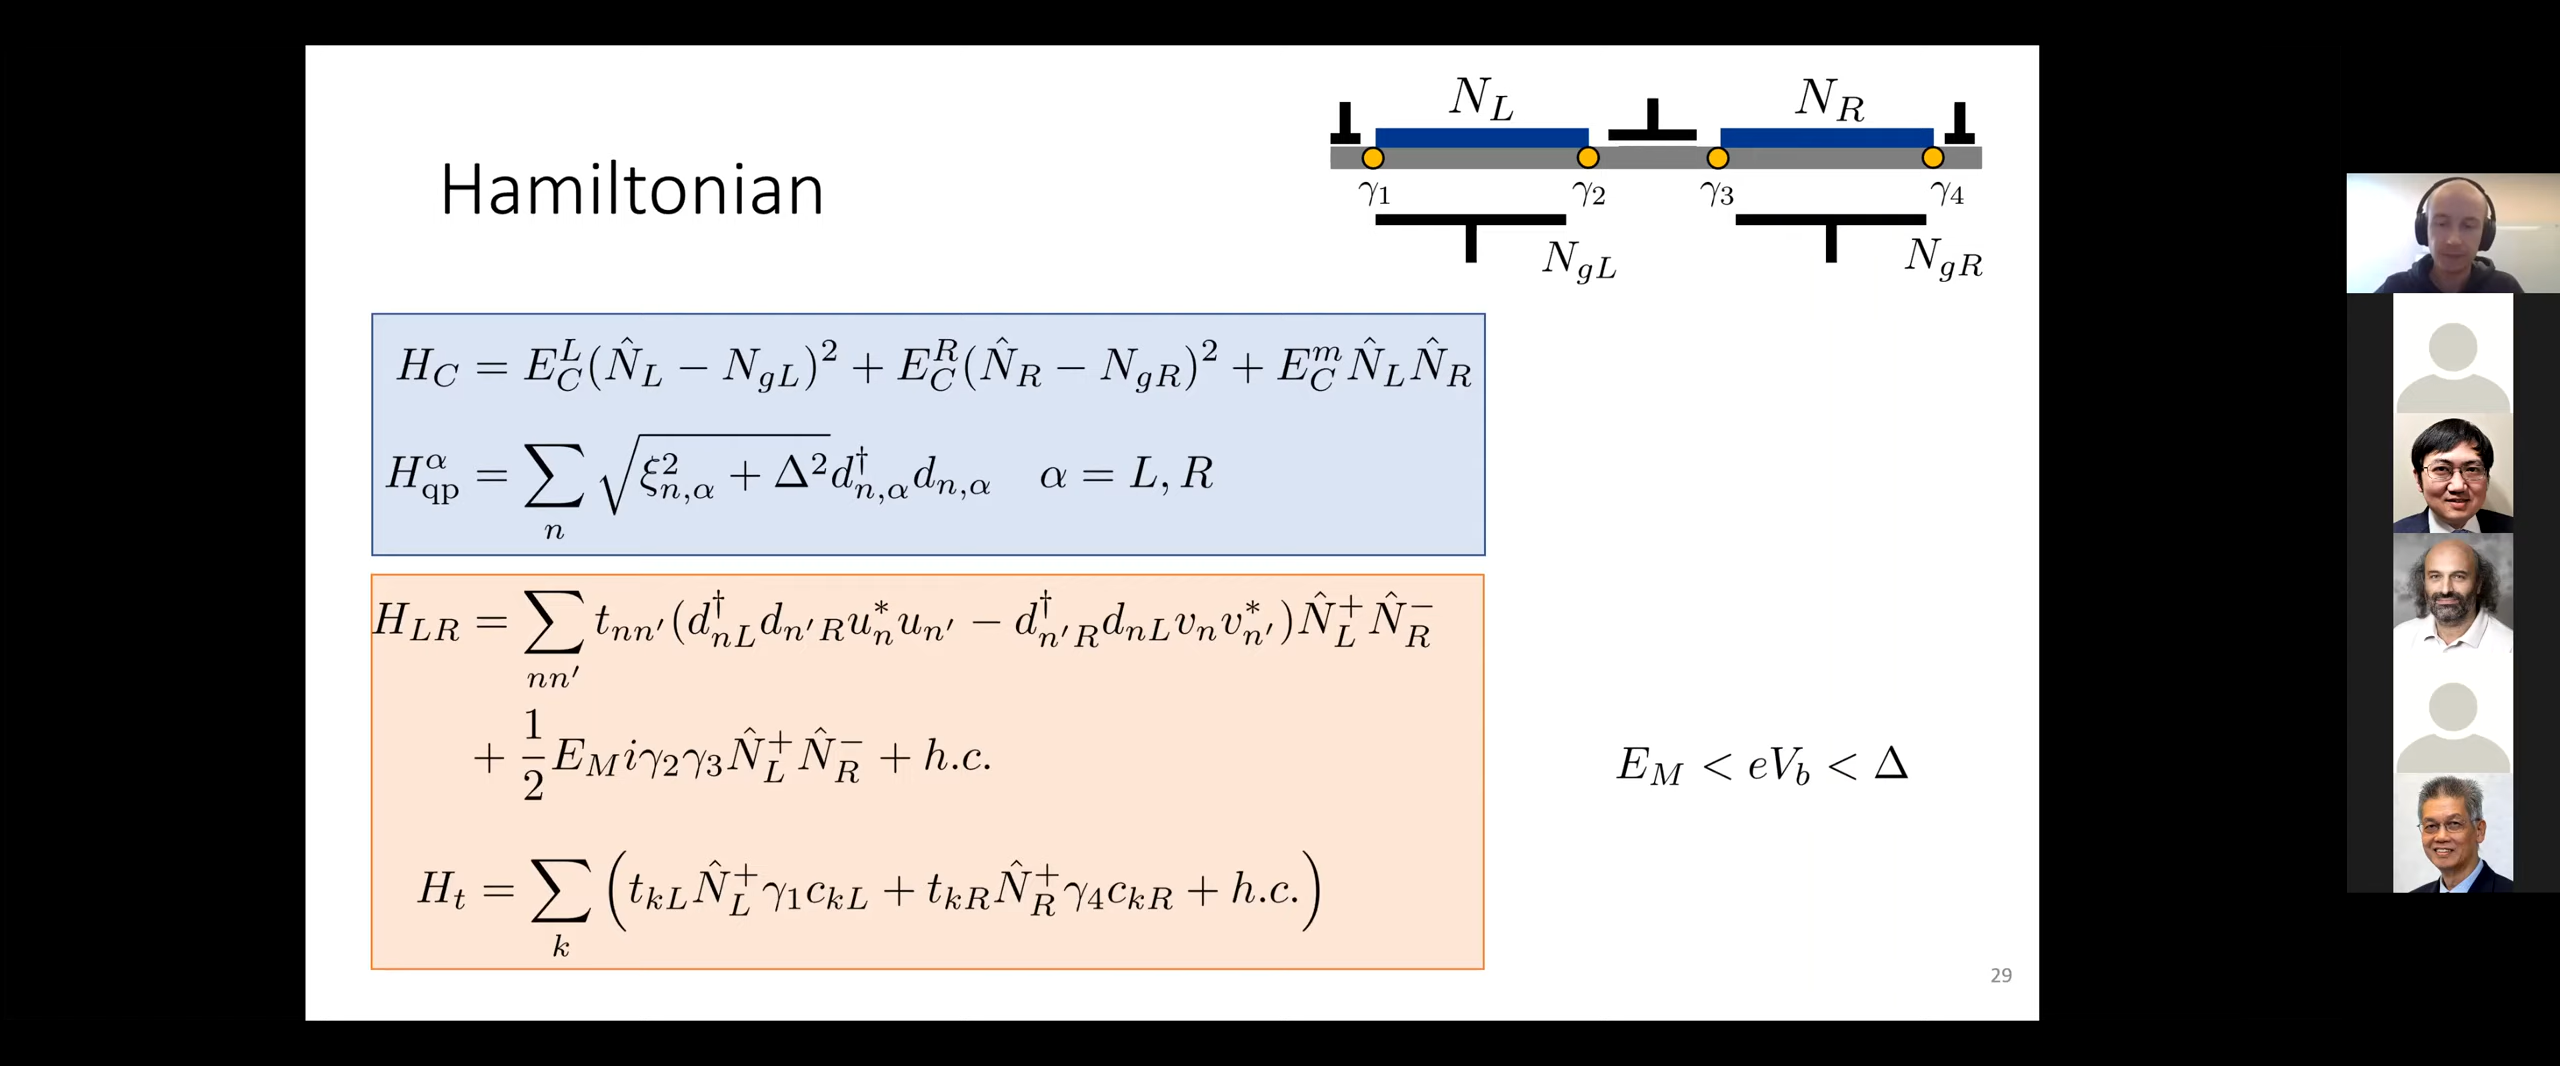 N_L N_R
Hamiltonian
γ_1 γ_2 γ_3 γ_4
N_{gL} N_{gR}
H_C = E_C^L(\hat{N}_L − N_{gL})^2 + E_C^R(\hat{N}_R − N_{gR})^2 + E_C^m \hat{N}_L \hat{N}_R
H_{qp}^α = \sum_n \sqrt{ξ_{n,α}^2 + Δ^2} d_{n,α}^† d_{n,α} α = L, R
H_{LR} = \sum_{nn′} t_{nn′}(d_{nL}^† d_{n′R} u_n^* u_{n′} − d_{n′R}^† d_{nL} v_n v_{n′}^*) \hat{N}_L^+ \hat{N}_R^−
+ \frac{1}{2} E_M iγ_2γ_3 \hat{N}_L^+ \hat{N}_R^− + h.c.
E_M < eV_b < Δ
H_t = \sum_k \left( t_{kL} \hat{N}_L^+ γ_1 c_{kL} + t_{kR} \hat{N}_R^+ γ_4 c_{kR} + h.c. \right)
29